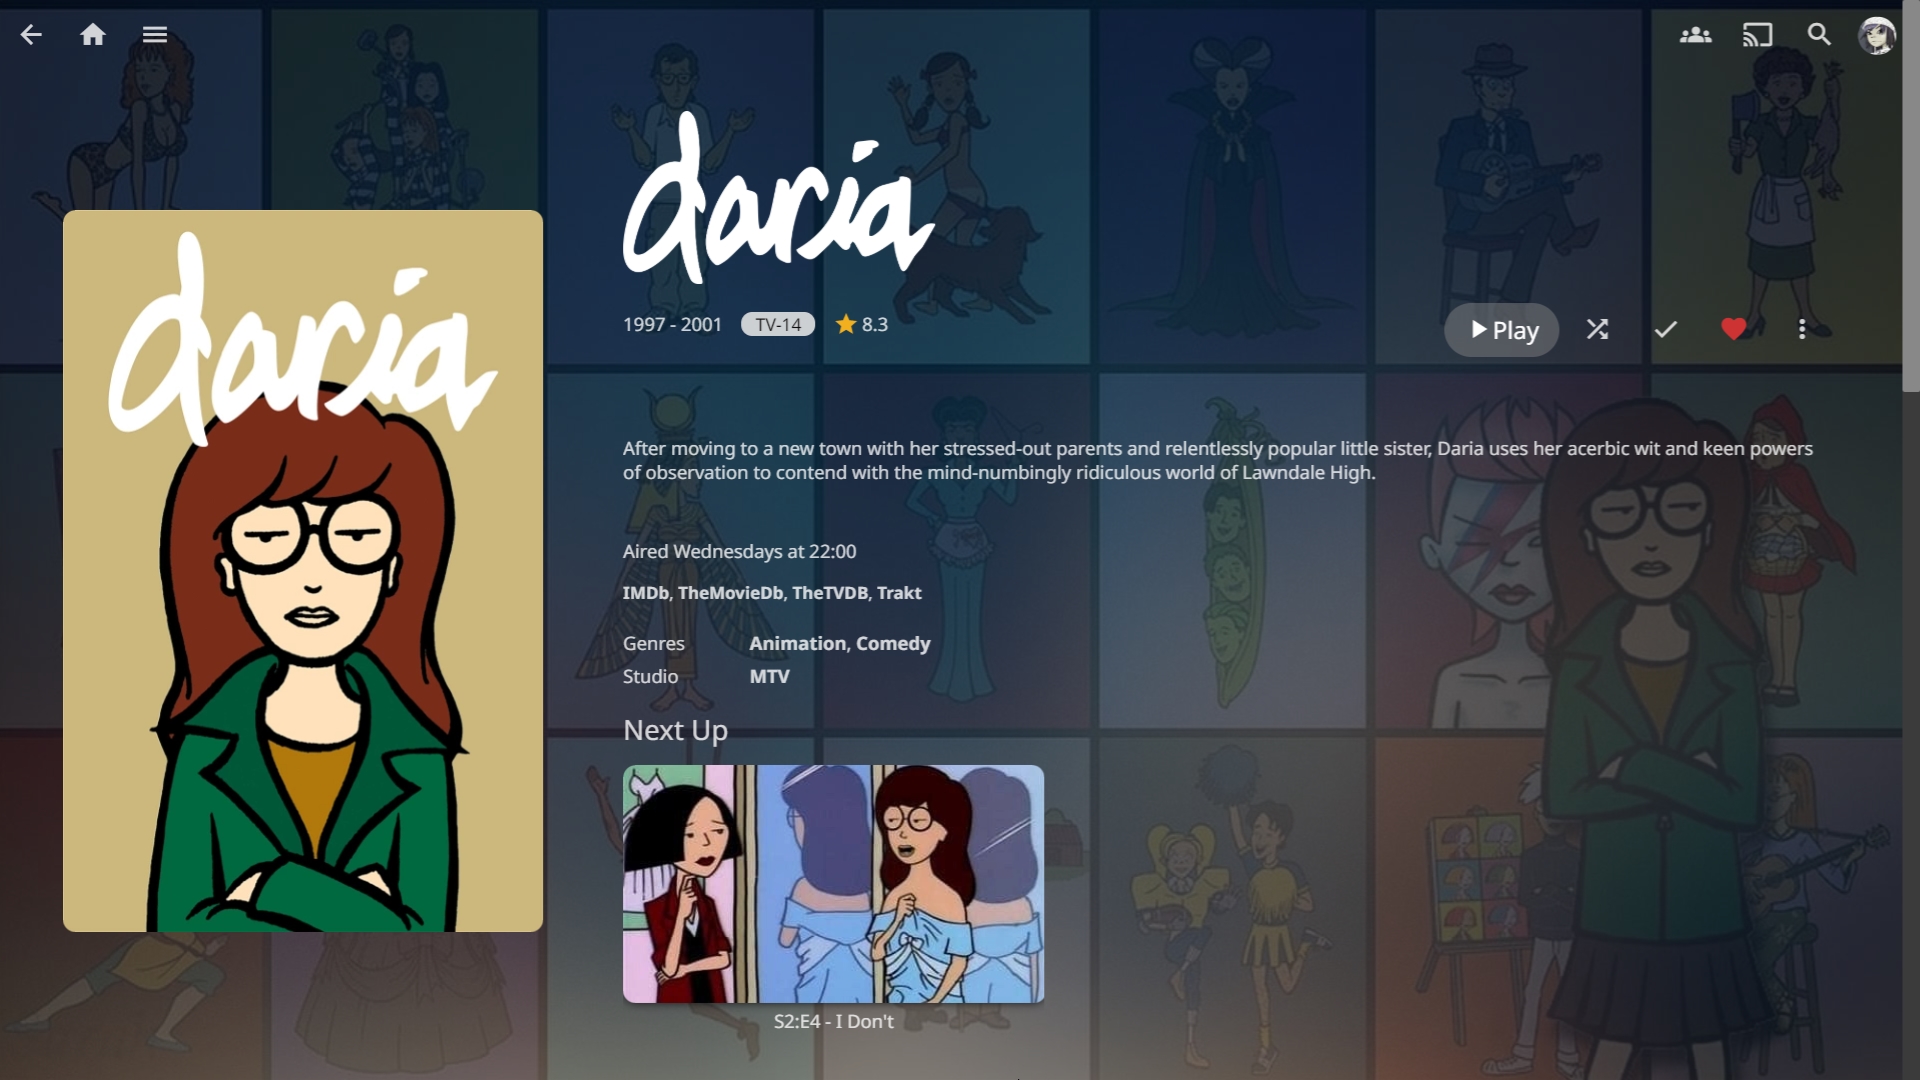 daria
daria
1997 - 2001 TV-14 8.3
Play
After moving to a new town with her stressed-out parents and relentlessly popular little sister, Daria uses her acerbic wit and keen powers
of observation to contend with the mind-numbingly ridiculous world of Lawndale High.
Aired Wednesdays at 22:00
IMDb, TheMovieDb, TheTVDB, Trakt
Genres Animation, Comedy
Studio MTV
Next Up
S2:E4 - I Don't